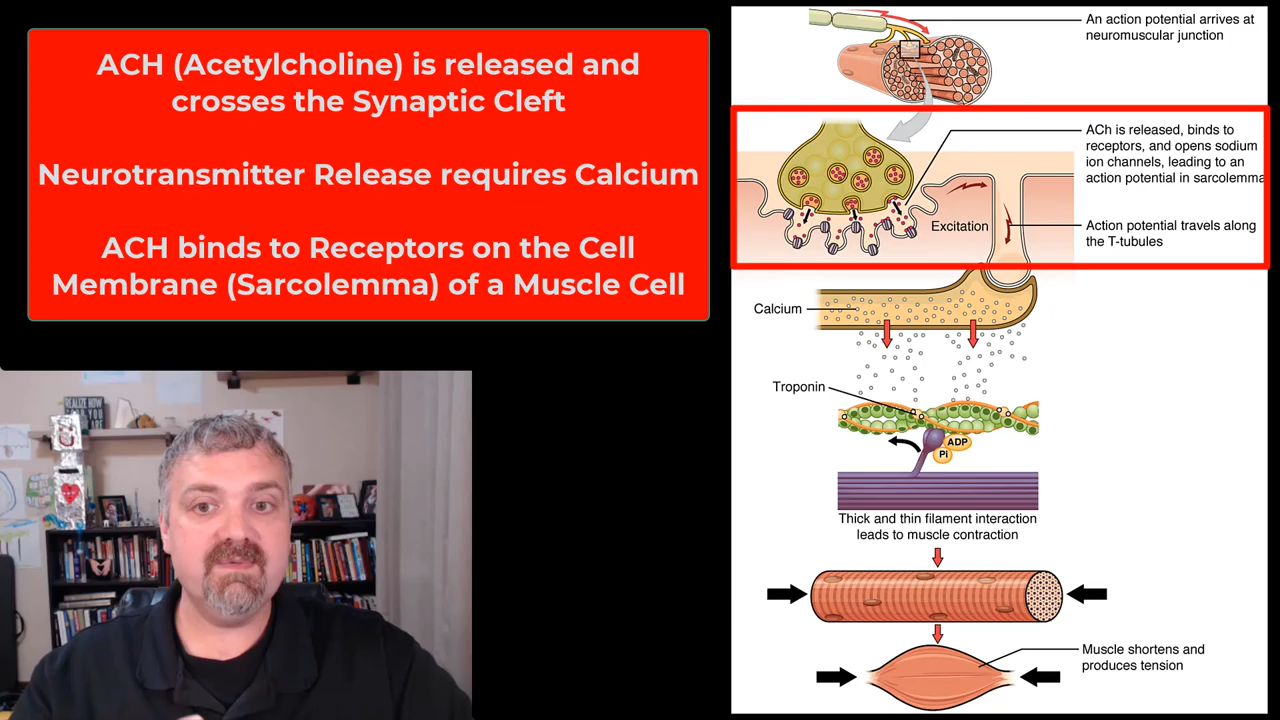 ACH (Acetylcholine) is released and
crosses the Synaptic Cleft
Neurotransmitter Release requires Calcium
ACH binds to Receptors on the Cell
Membrane (Sarcolemma) of a Muscle Cell
An action potential arrives at
neuromuscular junction
ACh is released, binds to
receptors, and opens sodium
ion channels, leading to an
action potential in sarcolemma
Excitation
Action potential travels along
the T-tubules
Calcium
Troponin
ADP
Pi
Thick and thin filament interaction
leads to muscle contraction
Muscle shortens and
produces tension